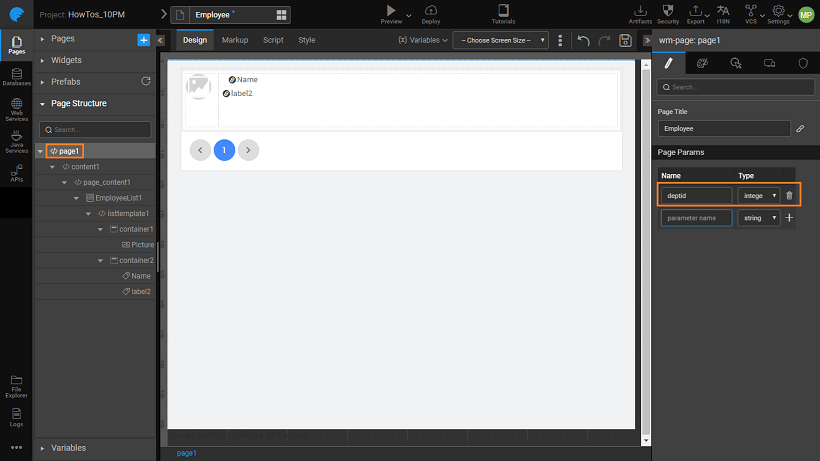 Project: HowTos_10PM
Employee *
Preview
Deploy
Tutorials
Artifacts
Security
Export
I18N
VCS
Settings
MP
Pages
Databases
Web Services
Java Services
APIs
File Explorer
Logs
Pages
Widgets
Prefabs
Page Structure
Search...
page1
content1
page_content1
EmployeeList1
listtemplate1
container1
Picture
container2
Name
label2
Variables
Design
Markup
Script
Style
(x) Variables
-- Choose Screen Size --
Name
label2
1
page1
wm-page: page1
Search...
Page Title
Employee
Page Params
Name Type
deptid intege
parameter name string